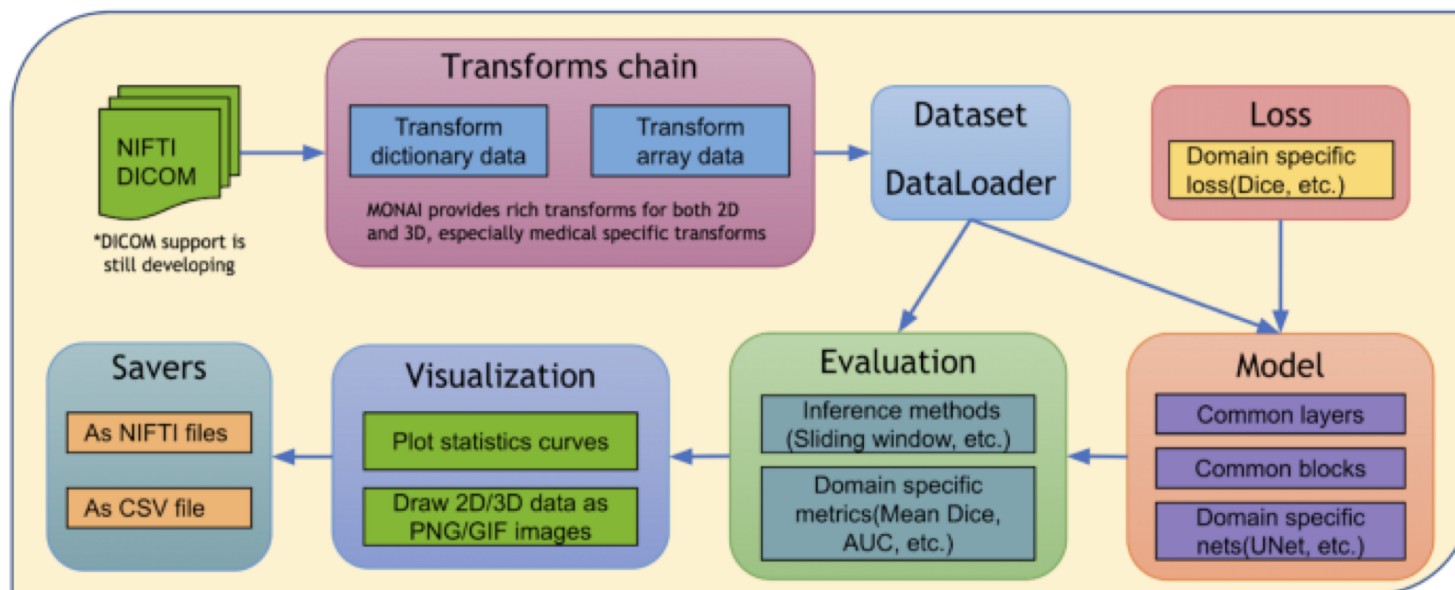 NIFTI
DICOM
*DICOM support is
still developing
Transforms chain
Transform
dictionary data
Transform
array data
MONAI provides rich transforms for both 2D
and 3D, especially medical specific transforms
Dataset
DataLoader
Loss
Domain specific
loss(Dice, etc.)
Savers
As NIFTI files
As CSV file
Visualization
Plot statistics curves
Draw 2D/3D data as
PNG/GIF images
Evaluation
Inference methods
(Sliding window, etc.)
Domain specific
metrics(Mean Dice,
AUC, etc.)
Model
Common layers
Common blocks
Domain specific
nets(UNet, etc.)